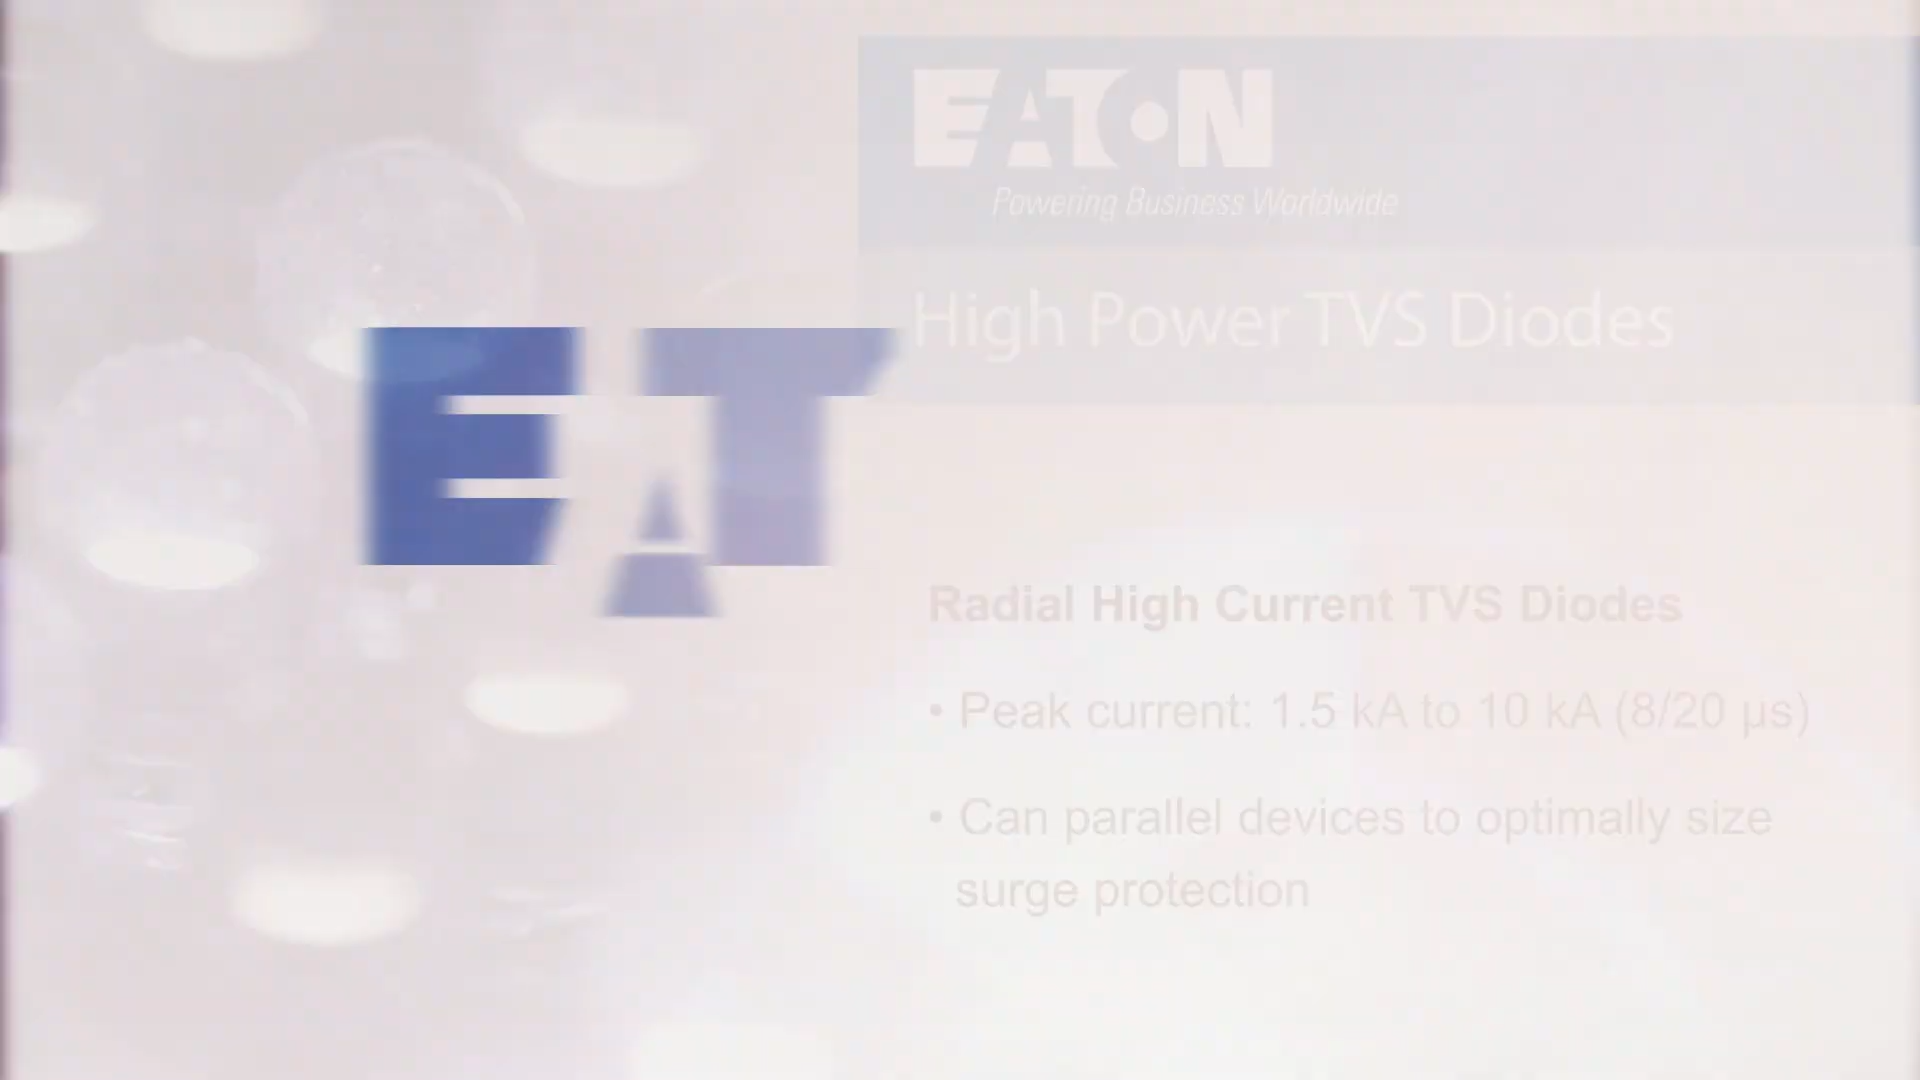 EATON
Powering Business Worldwide
High Power TVS Diodes
EAT
Radial High Current TVS Diodes
• Peak current: 1.5 kA to 10 kA (8/20 µs)
• Can parallel devices to optimally size
surge protection